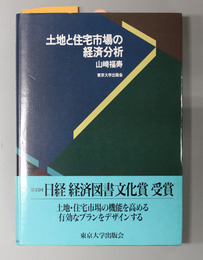 土地と住宅市場の
経済分析
山崎福寿
東京大学出版会
日経 経済図書文化賞 受賞
土地・住宅市場の機能を高める
有効なプランをデザインする
東京大学出版会